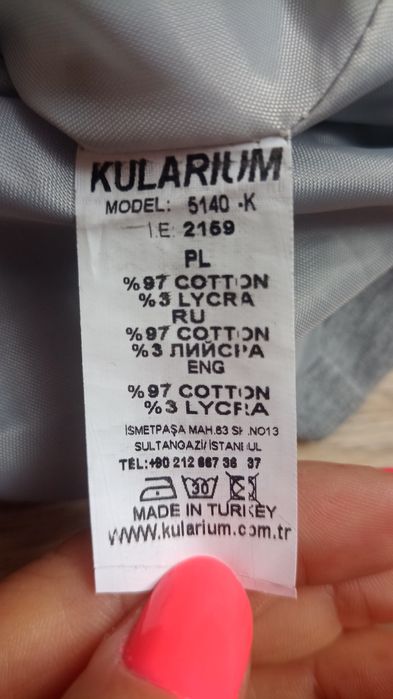 KULARIUM
MODEL: 5140 -K
I.E: 2169
PL
%97 COTTON
%3 LYCRA
RU
%97 COTTON
%3 ЛИЙСРА
ENG
%97 COTTON
%3 LYCRA
İSMETPAŞA MAH.63 SK.NO13
SULTANGAZİ/ İSTANBUL
TEL:+90 212 667 36 37
30
MADE IN TURKEY
www.kularium.com.tr